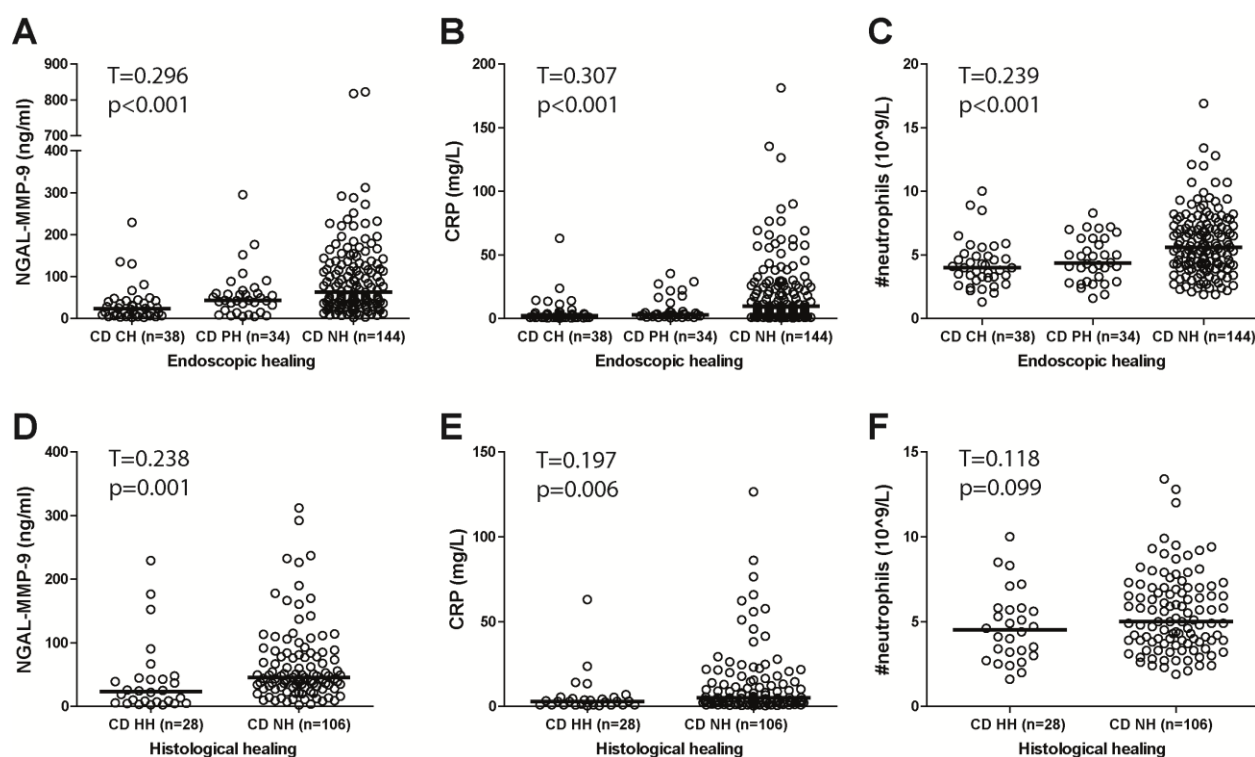 A
T=0.296
p<0.001
NGAL-MMP-9 (ng/ml)
900
800
700
400
300
200
100
0
CD CH (n=38) CD PH (n=34) CD NH (n=144)
Endoscopic healing
B
T=0.307
p<0.001
CRP (mg/L)
200
150
100
50
0
CD CH (n=38) CD PH (n=34) CD NH (n=144)
Endoscopic healing
C
T=0.239
p<0.001
#neutrophils (10^9/L)
20
15
10
5
0
CD CH (n=38) CD PH (n=34) CD NH (n=144)
Endoscopic healing
D
T=0.238
p=0.001
NGAL-MMP-9 (ng/ml)
400
300
200
100
0
CD HH (n=28) CD NH (n=106)
Histological healing
E
T=0.197
p=0.006
CRP (mg/L)
150
100
50
0
CD HH (n=28) CD NH (n=106)
Histological healing
F
T=0.118
p=0.099
#neutrophils (10^9/L)
15
10
5
0
CD HH (n=28) CD NH (n=106)
Histological healing